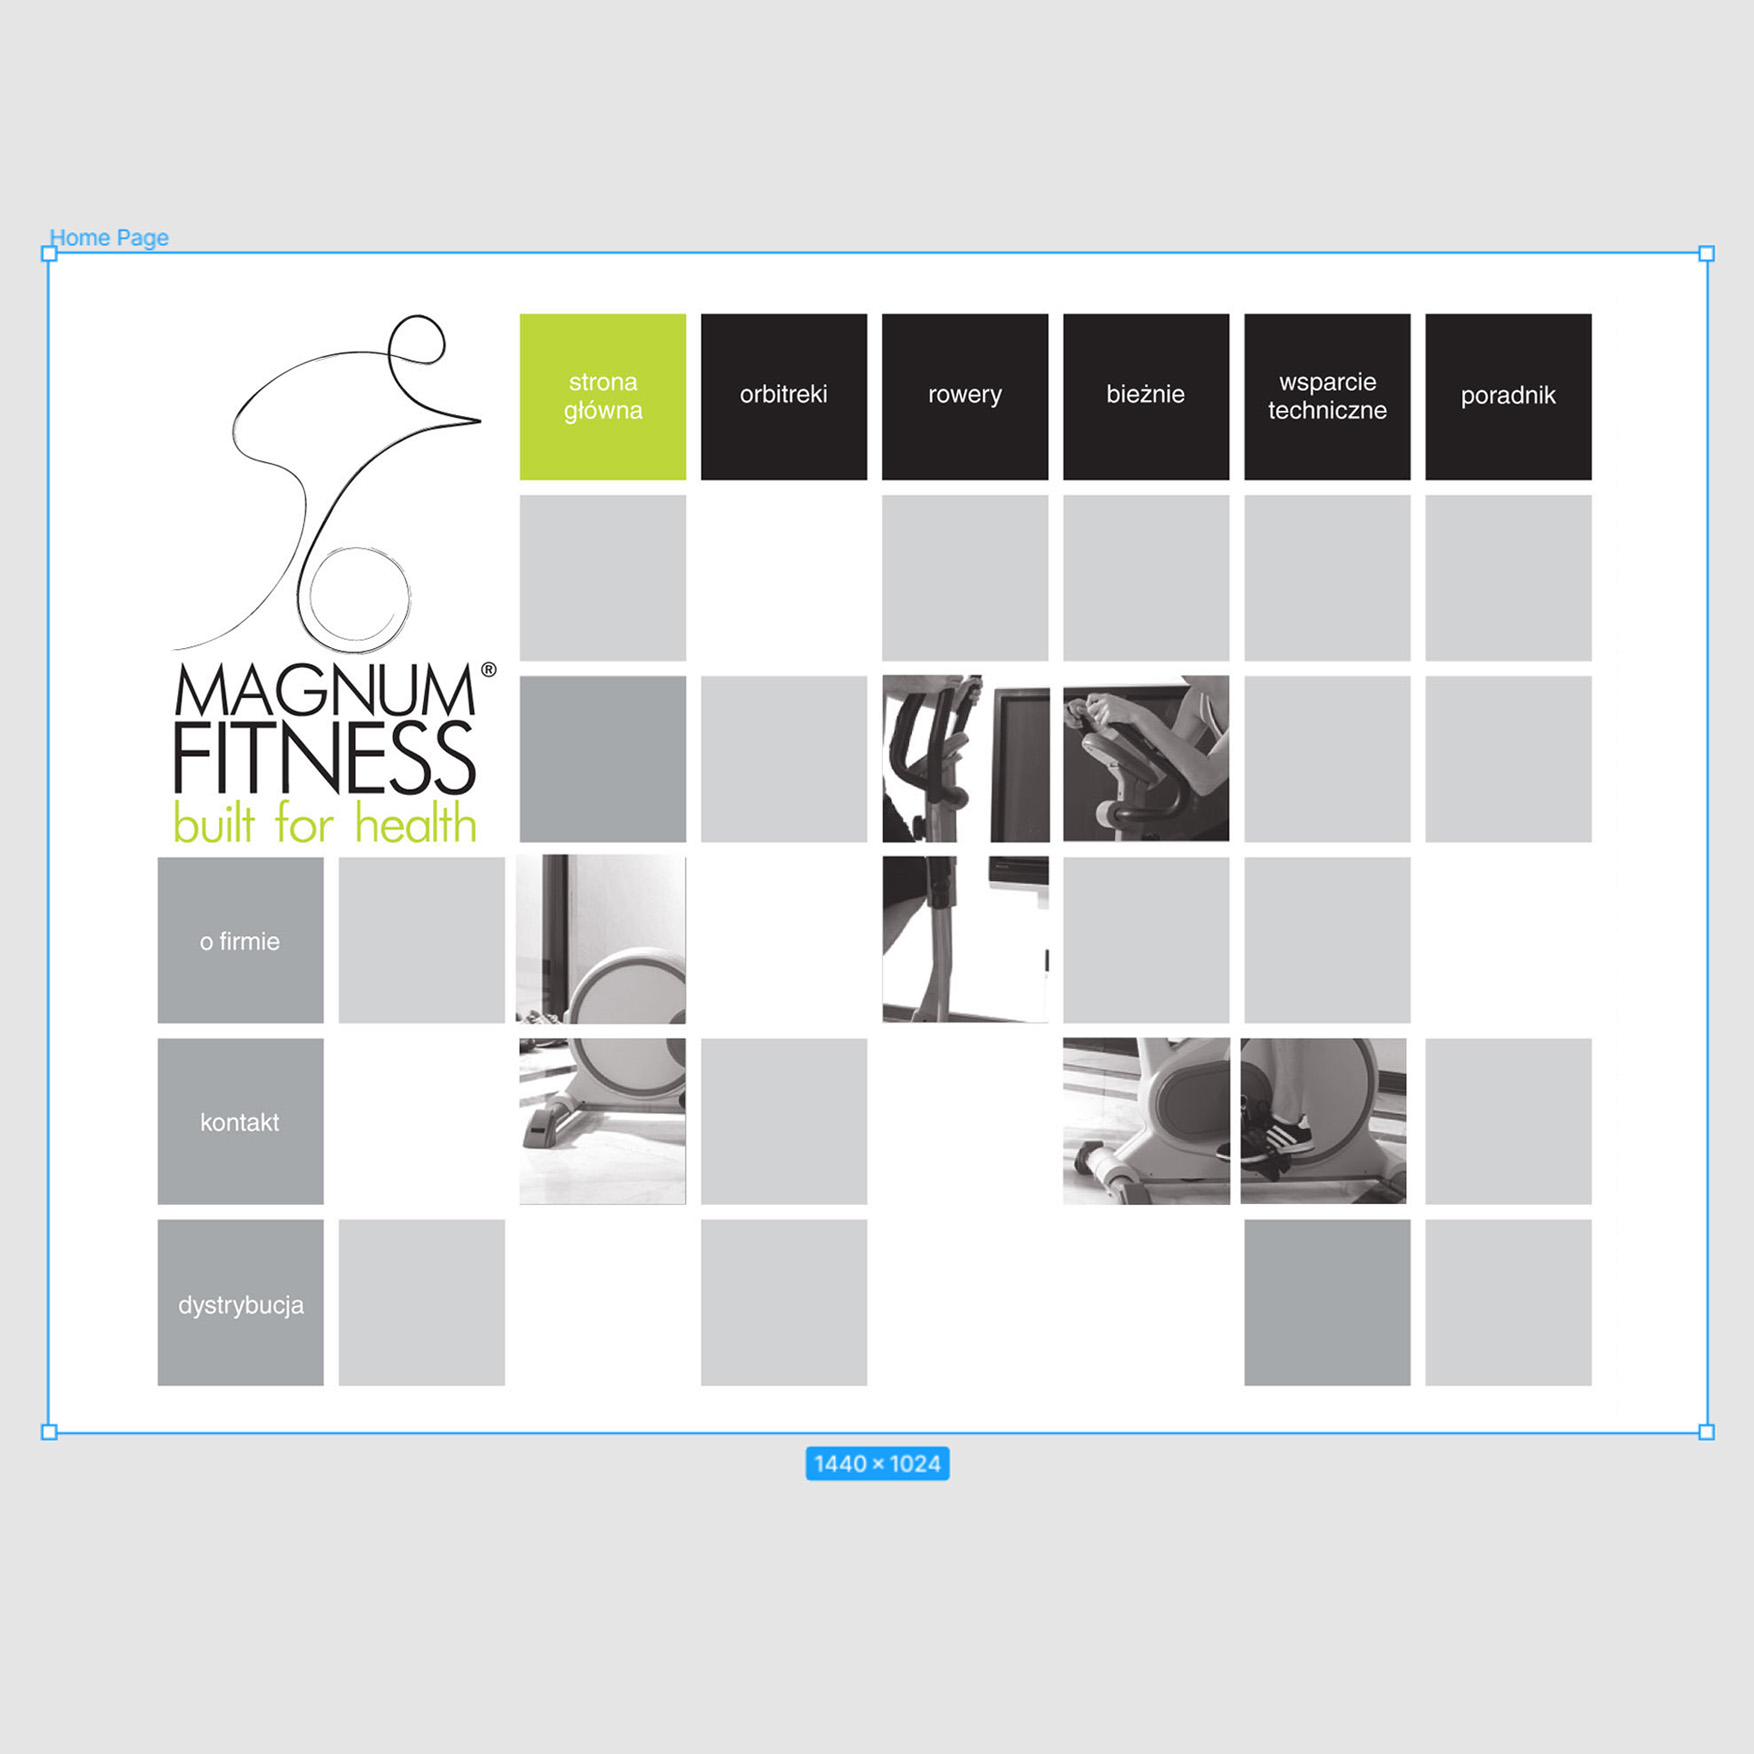 Home Page
strona
główna
orbitreki
rowery
bieżnie
wsparcie
techniczne
poradnik
MAGNUM®
FITNESS
built for health
o firmie
kontakt
dystrybucja
1440 × 1024